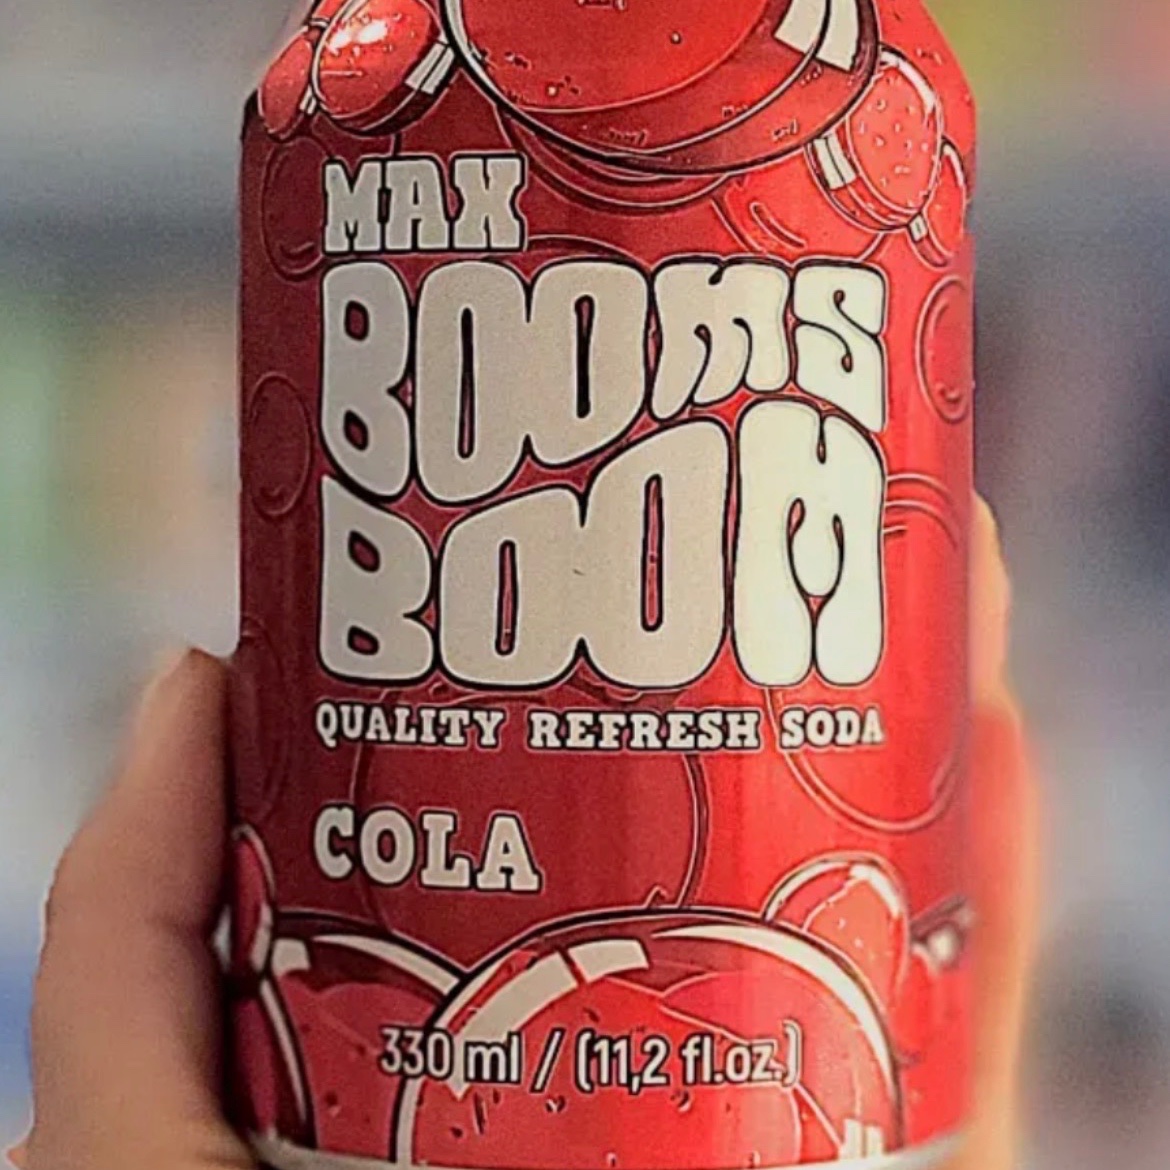 MAX
BOOMS
BOOM
QUALITY REFRESH SODA
COLA
330 ml / (11,2 fl.oz.)